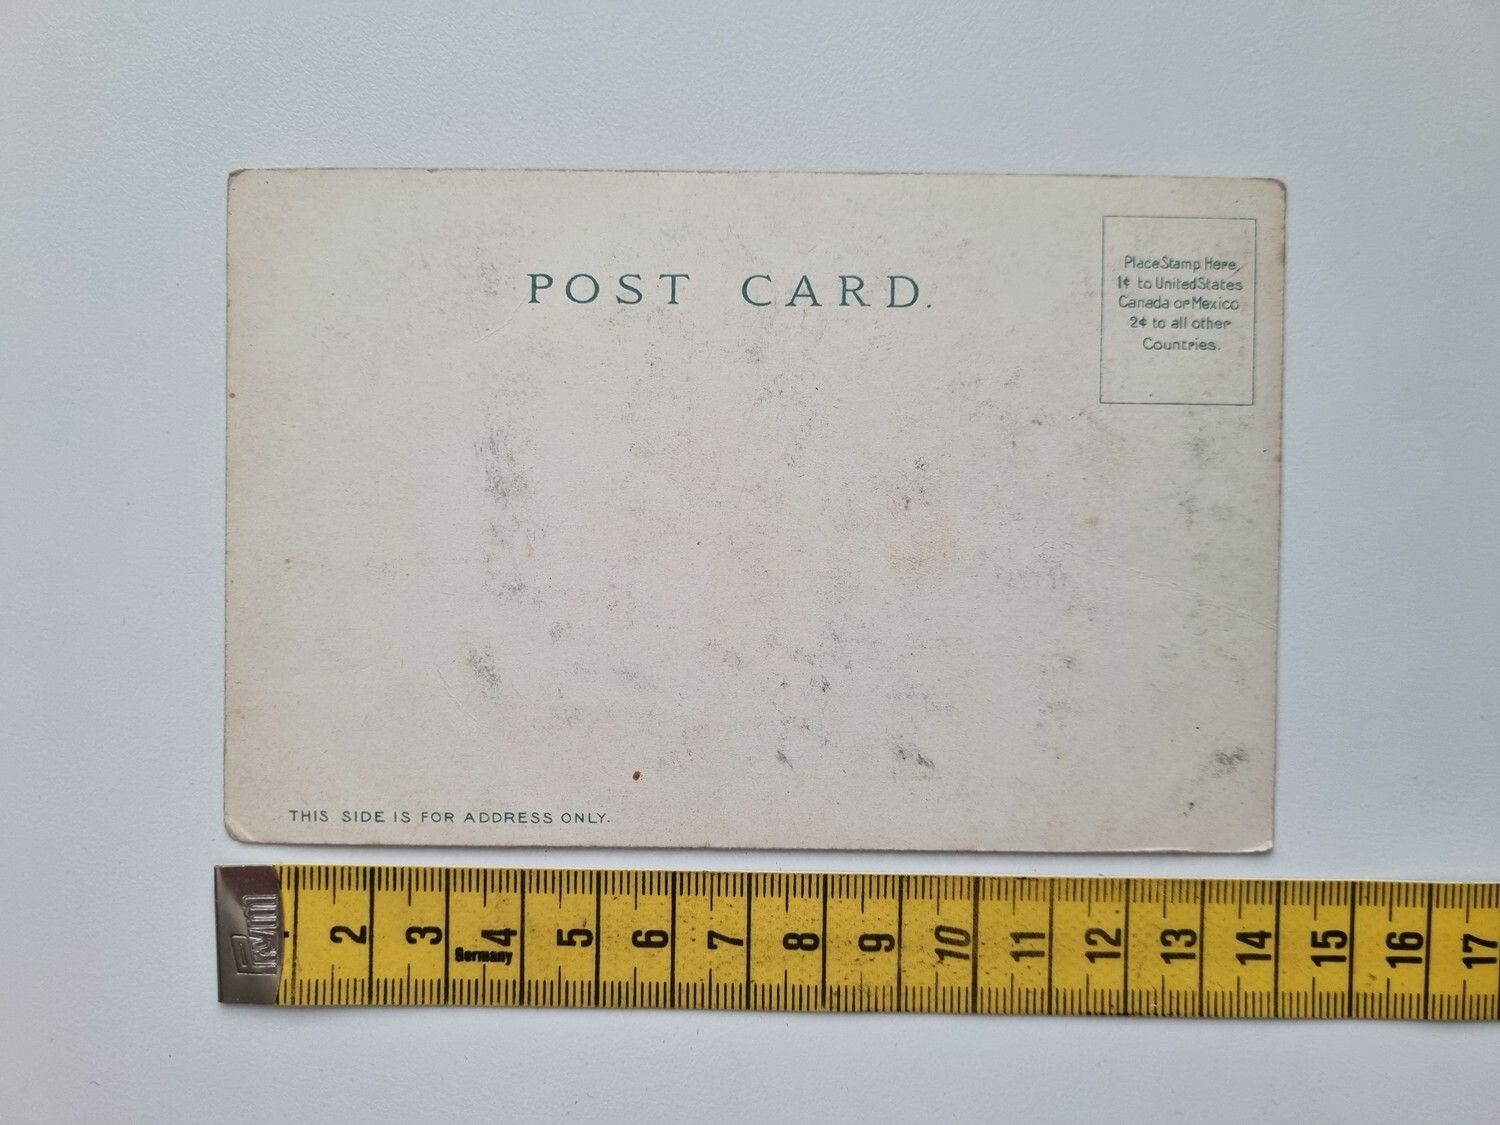 POST CARD.
Place Stamp Here,
1¢ to United States
Canada or Mexico
2¢ to all other
Countries.
THIS SIDE IS FOR ADDRESS ONLY.
Prym
2 3 4 5 6 7 8 9 10 11 12 13 14 15 16 17
Germany